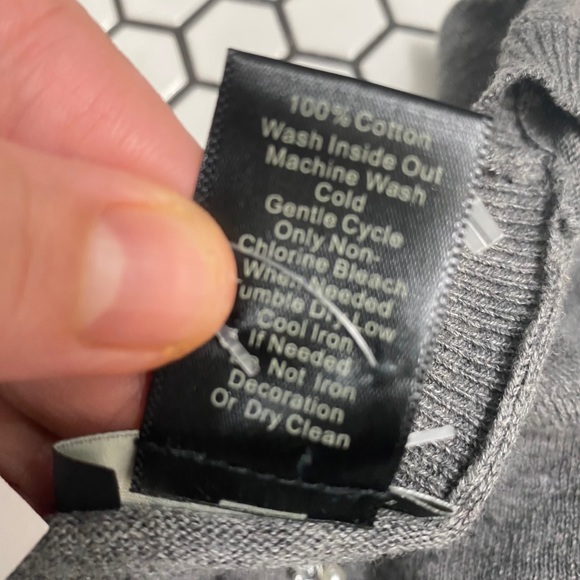 100% Cotton
Wash Inside Out
Machine Wash
Cold
Gentle Cycle
Only Non-
Chlorine Bleach
When Needed
Tumble Dry Low
Cool Iron
If Needed
Not Iron
Decoration
Or Dry Clean